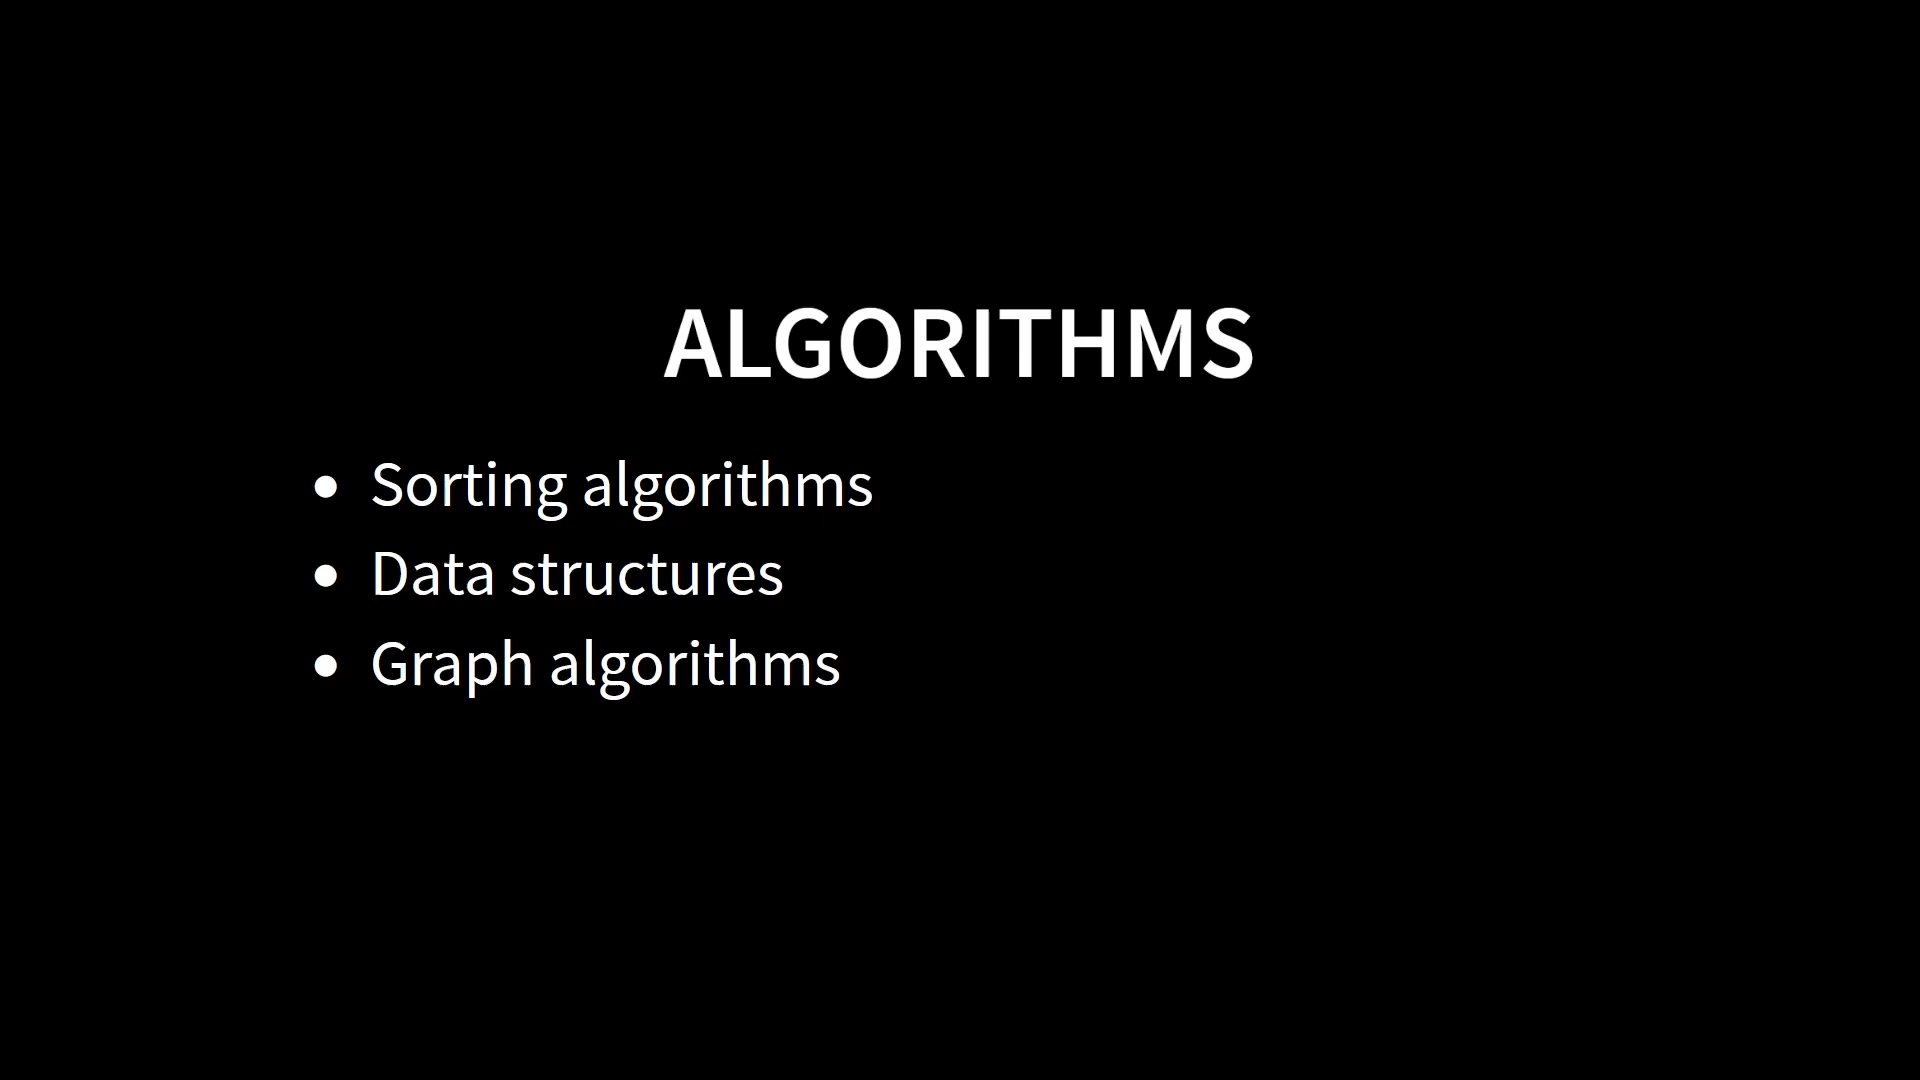 ALGORITHMS
• Sorting algorithms
• Data structures
• Graph algorithms